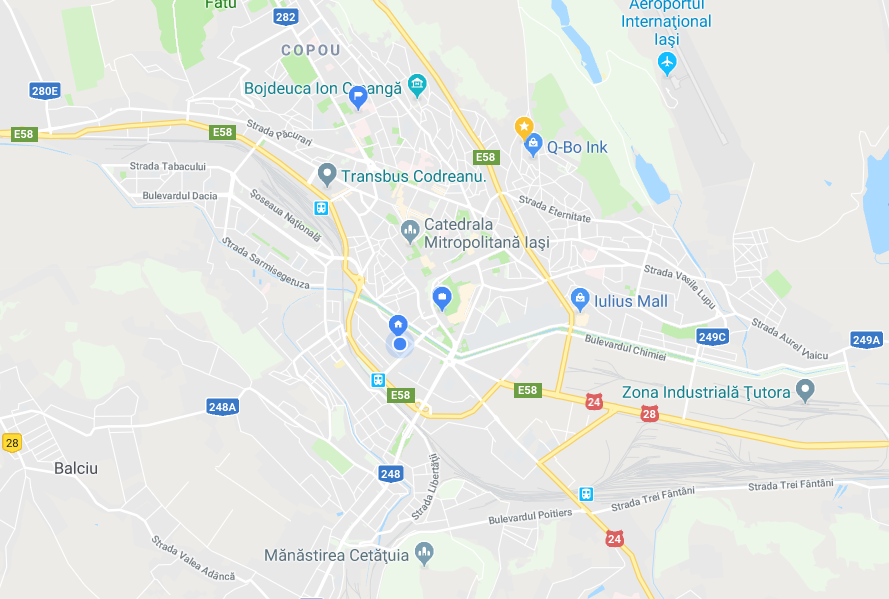 Fatu
Aeroportul
Internaţional
Iaşi
282
COPOU
Bojdeuca Ion Creangă
280E
E58
E58
Strada Păcurari
E58
Q-Bo Ink
Strada Tabacului
Transbus Codreanu.
Bulevardul Dacia
Şoseaua Naţională
Strada Eternitate
Catedrala
Mitropolitană Iaşi
Strada Sarmisegetuza
Strada Vasile Lupu
Iulius Mall
Strada Aurel Vlaicu
249C
249A
Bulevardul Chimiei
E58
E58
Zona Industrială Ţutora
24
28
248A
28
Balciu
248
Strada Libertăţii
Strada Trei Fântâni
Strada Trei Fântâni
Bulevardul Poitiers
24
Mănăstirea Cetăţuia
Strada Valea Adâncă